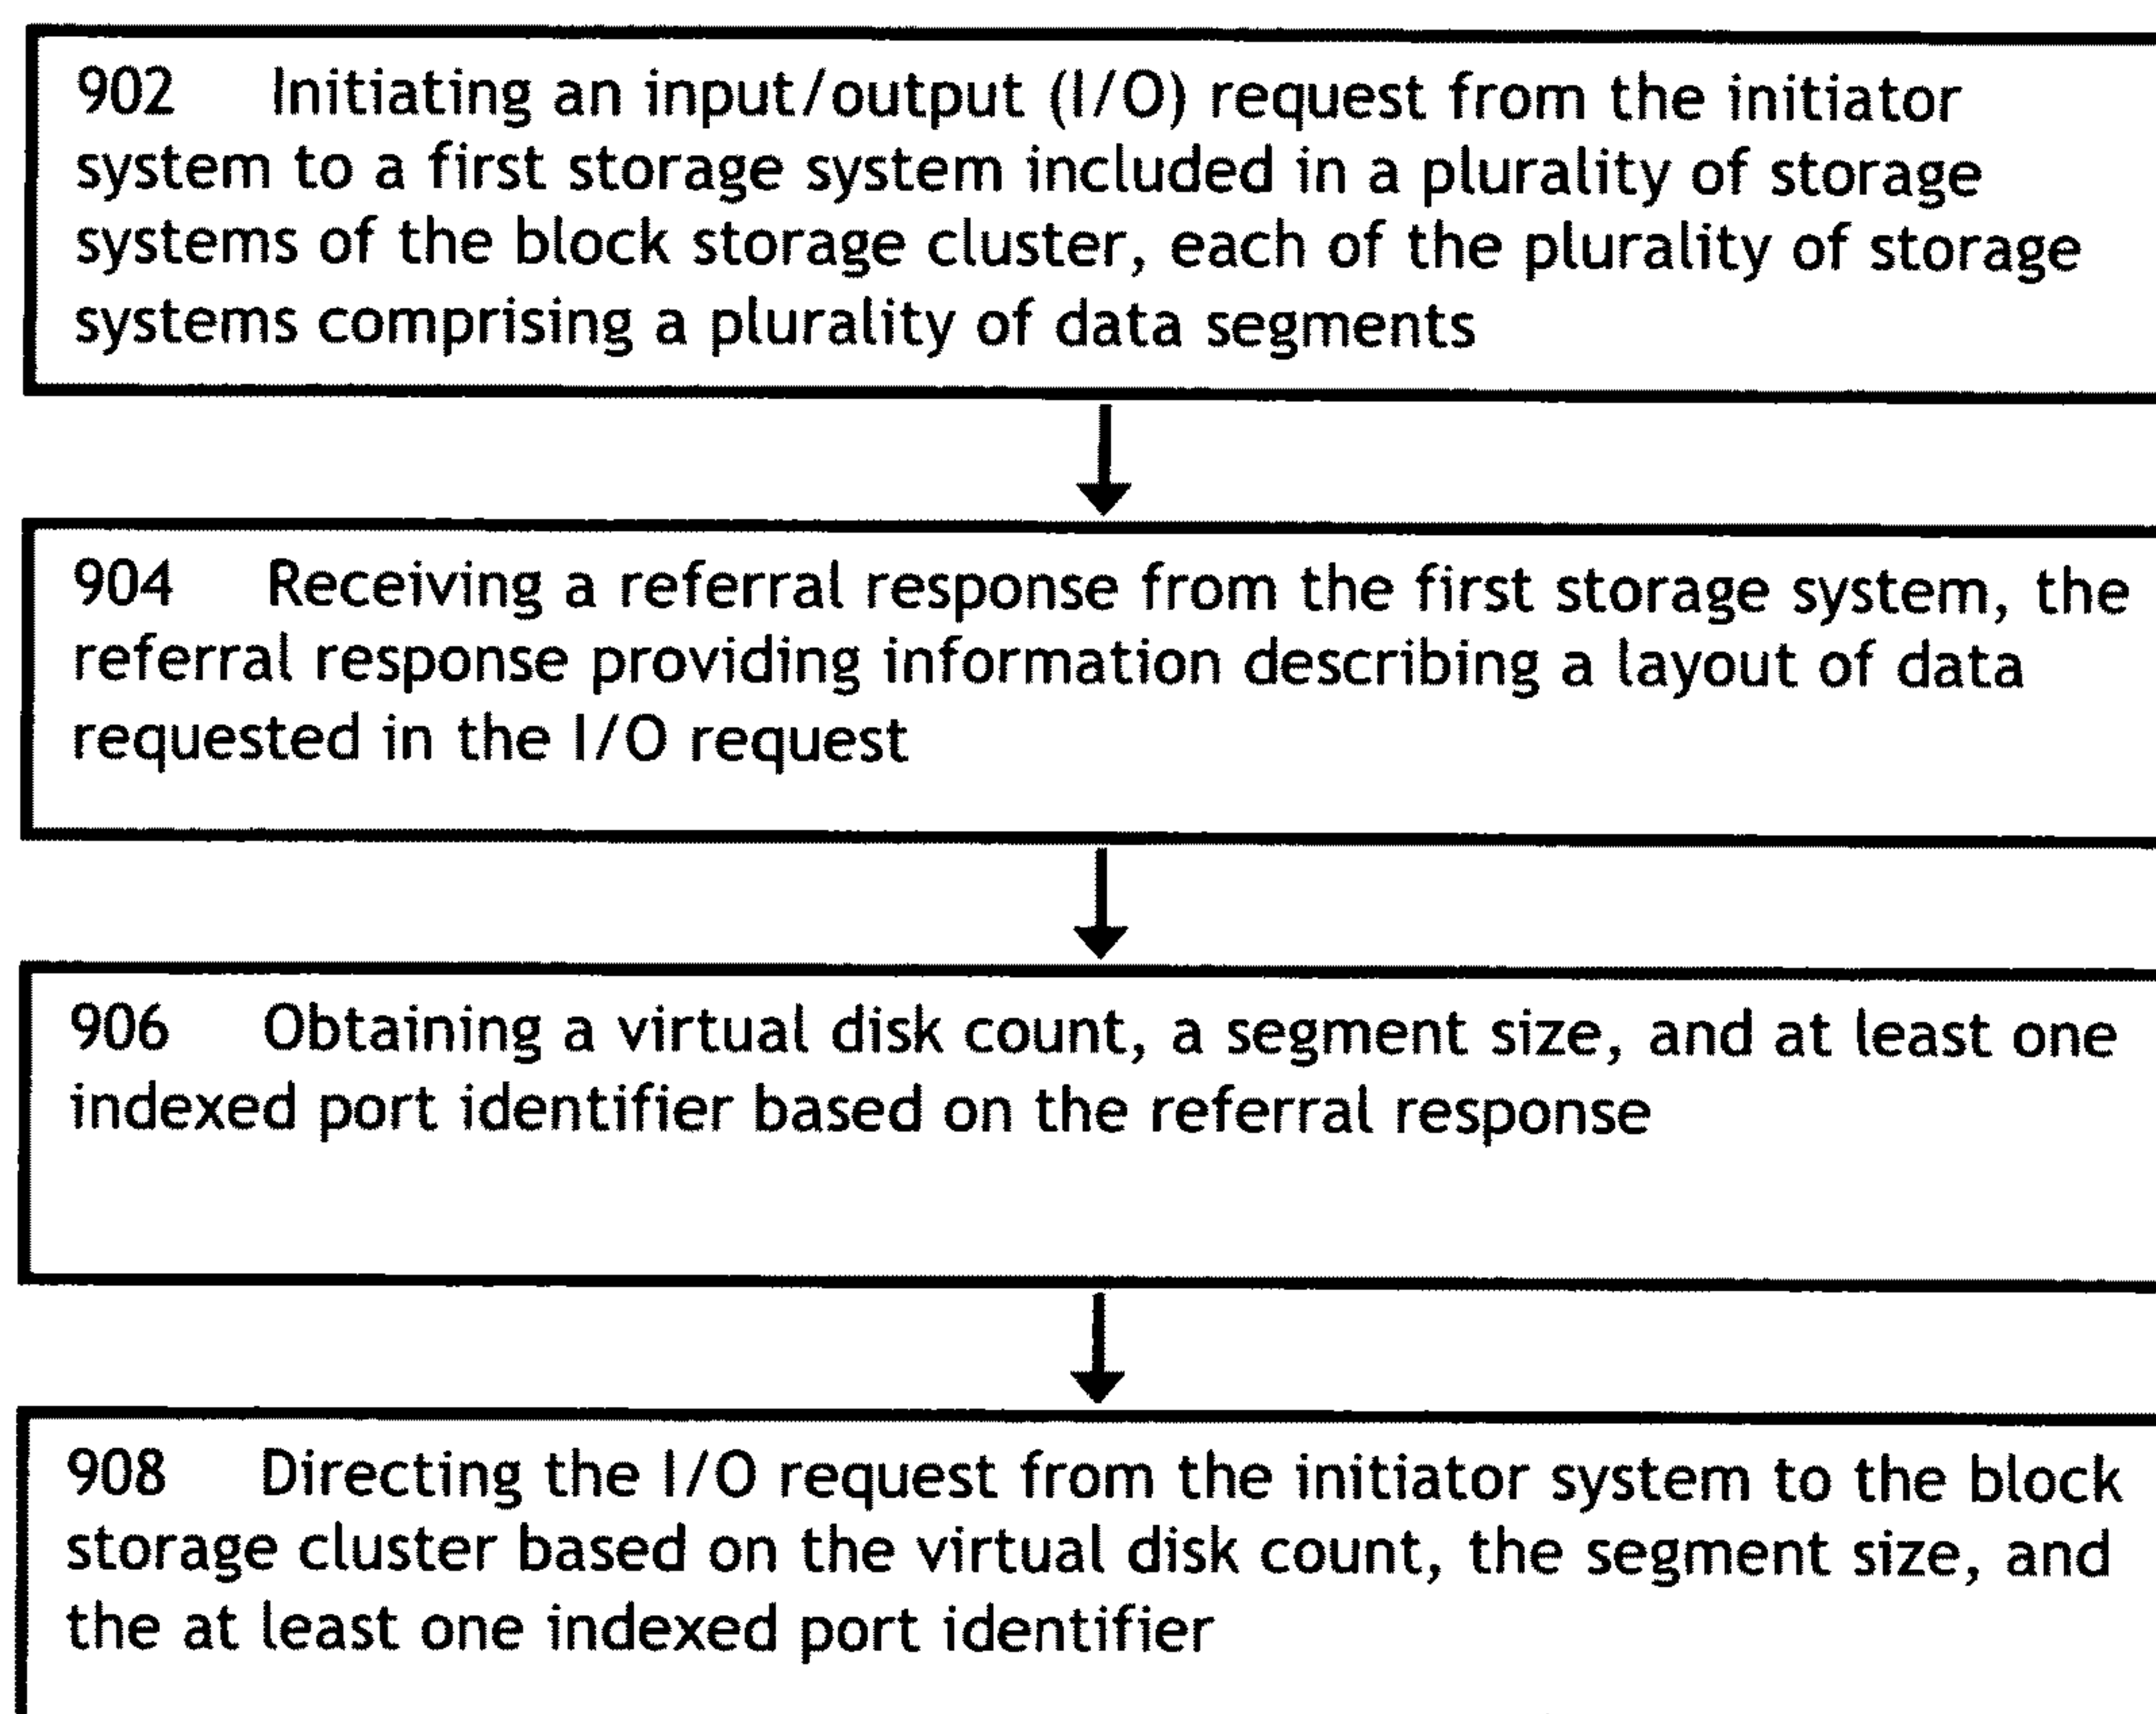 902 Initiating an input/output (I/O) request from the initiator
system to a first storage system included in a plurality of storage
systems of the block storage cluster, each of the plurality of storage
systems comprising a plurality of data segments
904 Receiving a referral response from the first storage system, the
referral response providing information describing a layout of data
requested in the I/O request
906 Obtaining a virtual disk count, a segment size, and at least one
indexed port identifier based on the referral response
908 Directing the I/O request from the initiator system to the block
storage cluster based on the virtual disk count, the segment size, and
the at least one indexed port identifier